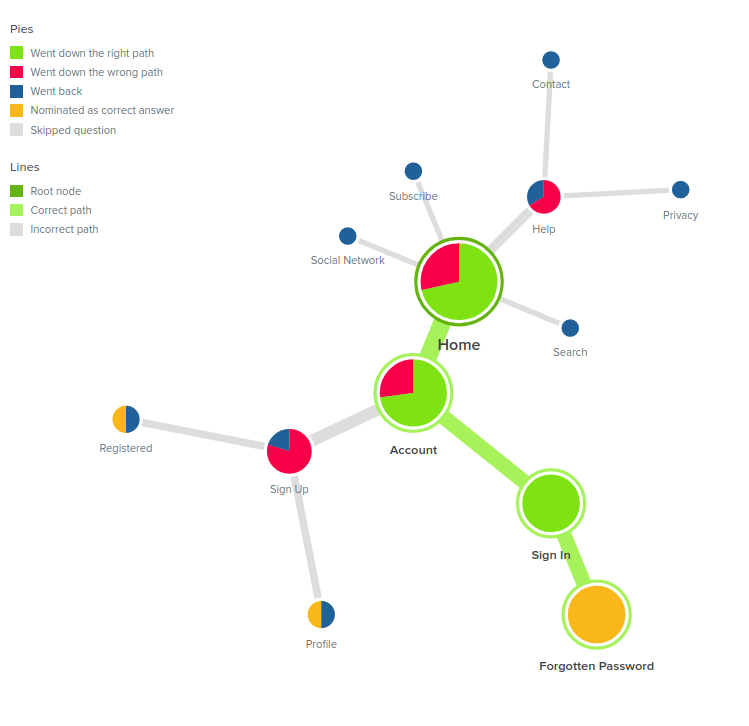 Pies
Went down the right path
Went down the wrong path
Went back
Nominated as correct answer
Skipped question
Lines
Root node
Correct path
Incorrect path
Contact
Subscribe
Privacy
Help
Social Network
Home
Search
Account
Registered
Sign Up
Sign In
Profile
Forgotten Password